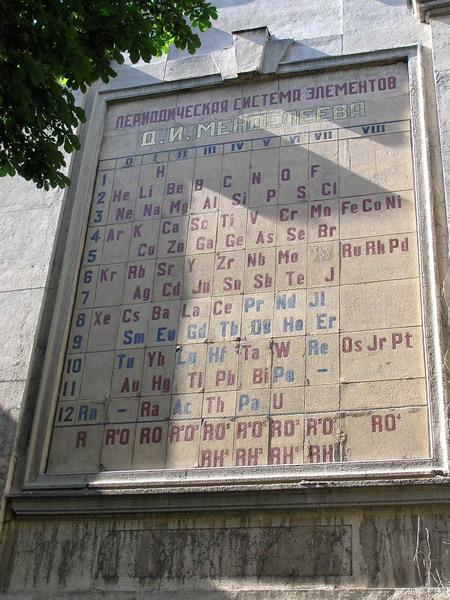 ПЕРИОДИЧЕСКАЯ СИСТЕМА ЭЛЕМЕНТОВ
Д. И. МЕНДЕЛЕЕВА
0 I II III IV V VI VII VIII
1 H
2 He Li Be B C N O F
3 Ne Na Mg Al Si P S Cl
4 Ar K Ca Sc Ti V Cr Mn Fe Co Ni
5 Cu Zn Ga Ge As Se Br
6 Kr Rb Sr Y Zr Nb Mo Ru Rh Pd
7 Ag Cd Jn Sn Sb Te J
8 Xe Cs Ba La Ce Pr Nd Jl
9 Sm Eu Gd Tb Ho Er
10 Tu Yb Lu Hf Ta W Re Os Jr Pt
11 Au Hg Tl Pb Bi Po –
12 Rn – Ra Ac Th Pa U
R R²O RO R²O³ RO² R²O⁵ RO³ R²O⁷ RO⁴
RH⁴ RH³ RH² RH